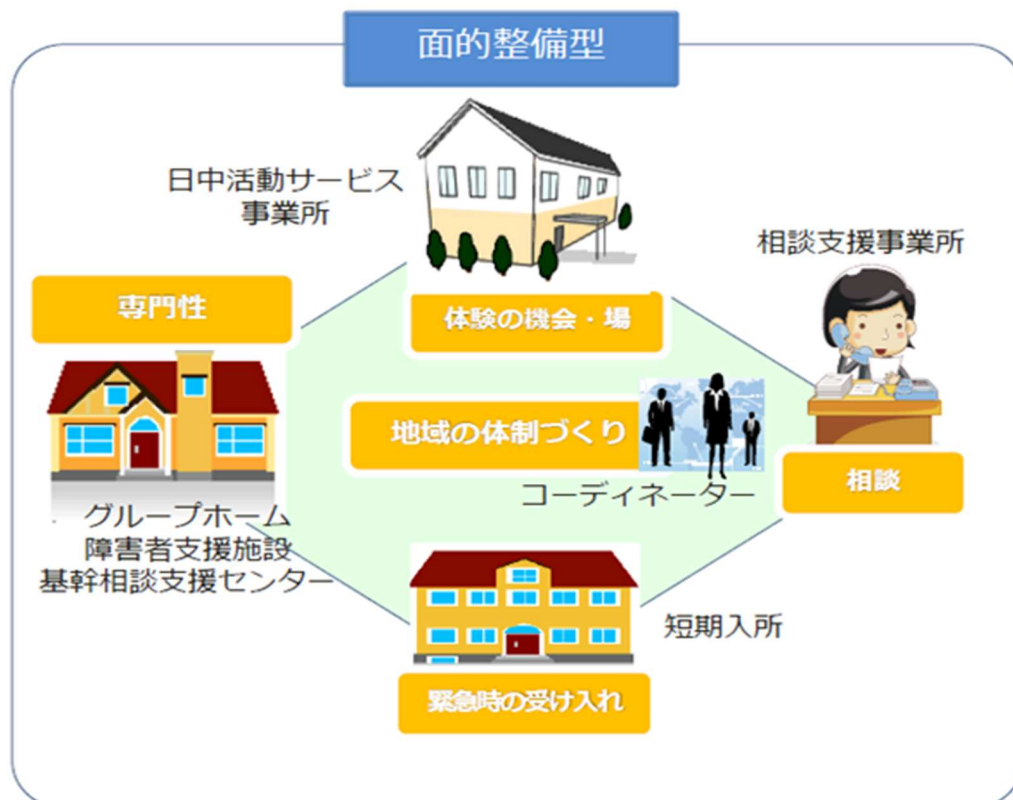 面的整備型
日中活動サービス
事業所
相談支援事業所
専門性
体験の機会・場
地域の体制づくり
コーディネーター
相談
グループホーム
障害者支援施設
基幹相談支援センター
短期入所
緊急時の受け入れ